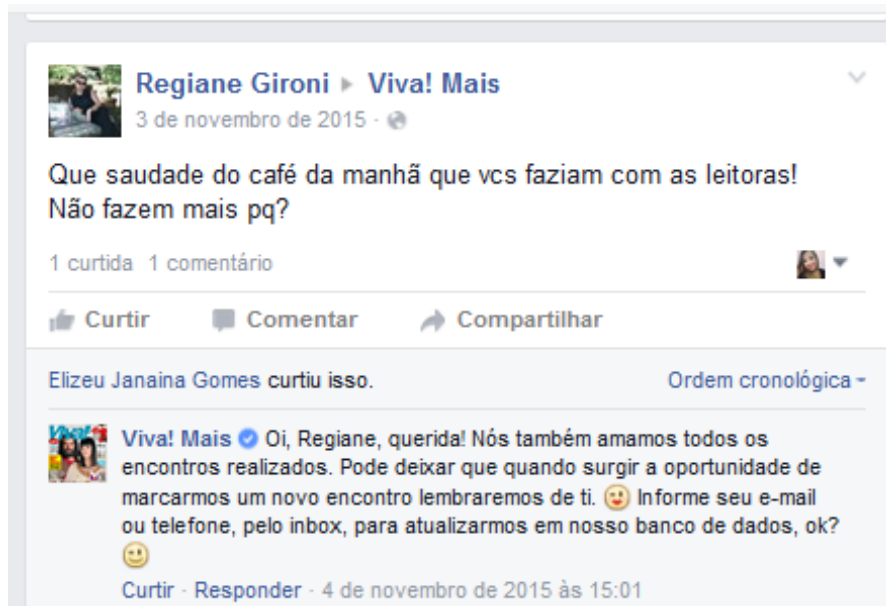 Regiane Gironi ▸ Viva! Mais
3 de novembro de 2015 ·
Que saudade do café da manhã que vcs faziam com as leitoras!
Não fazem mais pq?
1 curtida 1 comentário
Curtir Comentar Compartilhar
Elizeu Janaina Gomes curtiu isso. Ordem cronológica
Viva! Mais Oi, Regiane, querida! Nós também amamos todos os
encontros realizados. Pode deixar que quando surgir a oportunidade de
marcarmos um novo encontro lembraremos de ti. 😉 Informe seu e-mail
ou telefone, pelo inbox, para atualizarmos em nosso banco de dados, ok?
😉
Curtir · Responder · 4 de novembro de 2015 às 15:01